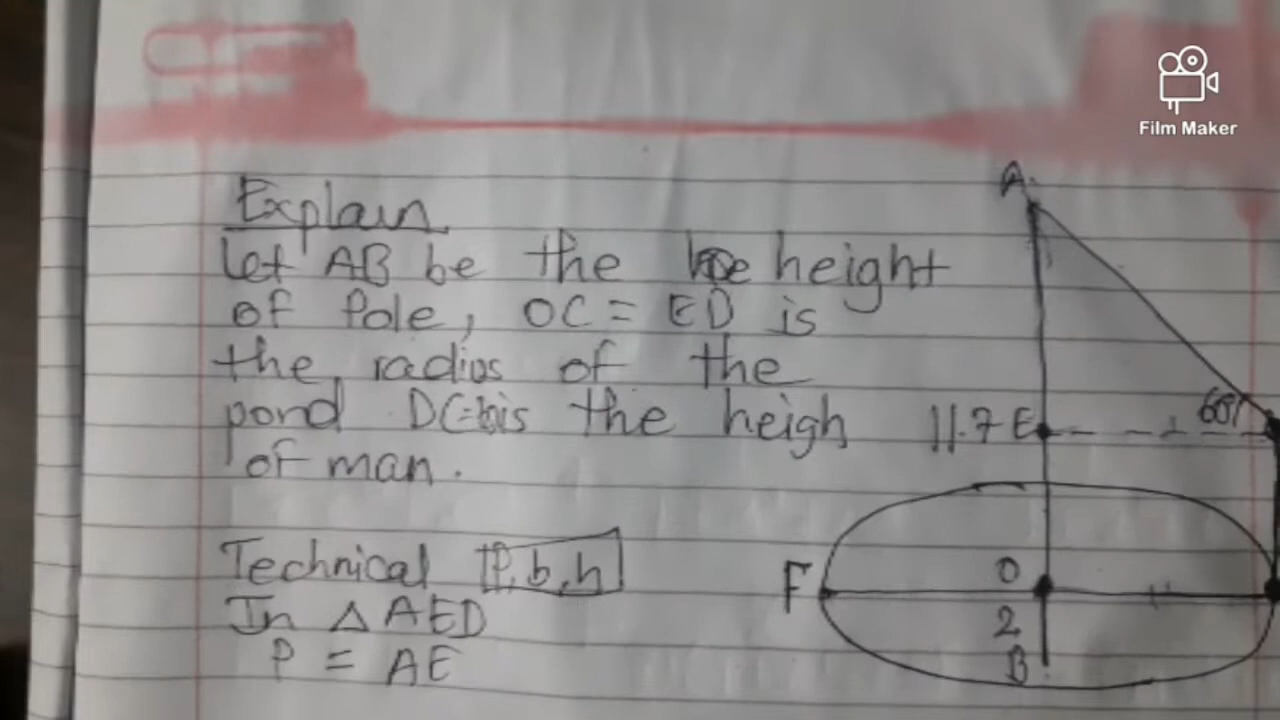 Film Maker
Explain
Let AB be the height
of Pole, OC = ED is
the radius of the
pond DC= is the heigh
of man.
Technical P, b, h
In △ AED
P = AE
A
11.7 E
60°
F
O
2
B